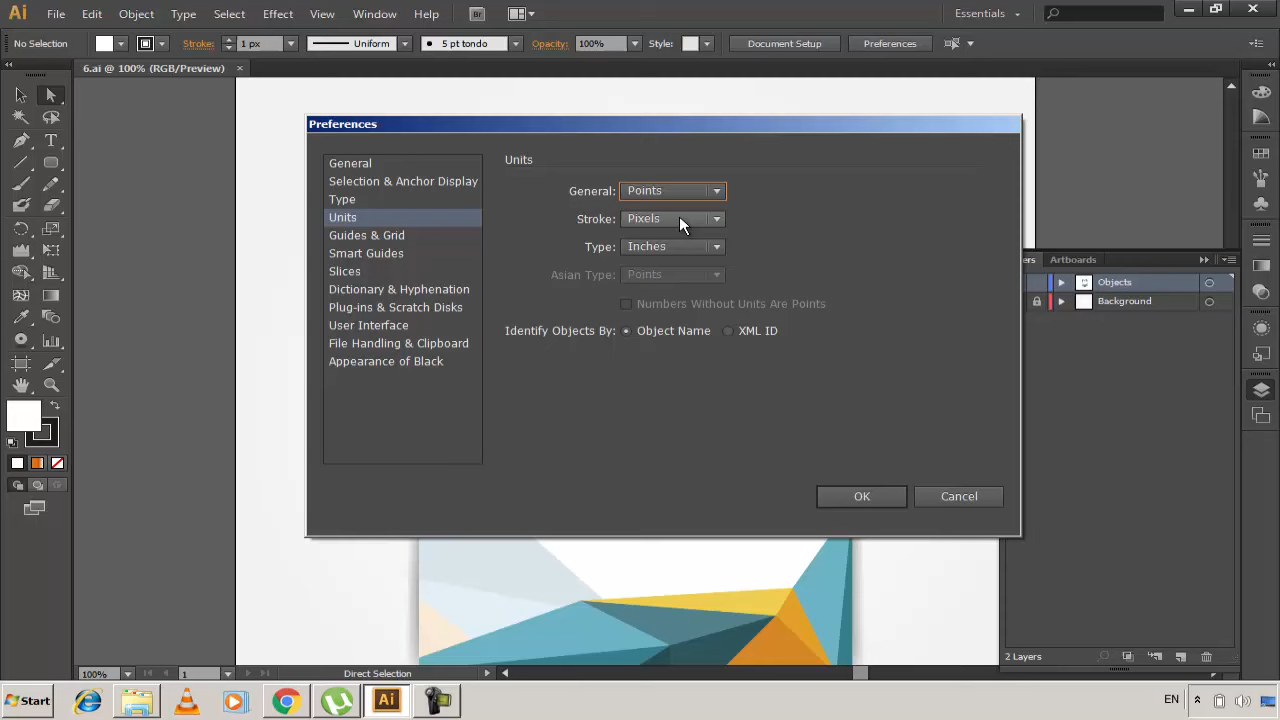 Ai File Edit Object Type Select Effect View Window Help Br Essentials
No Selection Stroke: 1 px Uniform 5 pt tondo Opacity: 100% Style: Document Setup Preferences
6.ai @ 100% (RGB/Preview)
Preferences
General
Selection & Anchor Display
Type
Units
Guides & Grid
Smart Guides
Slices
Dictionary & Hyphenation
Plug-ins & Scratch Disks
User Interface
File Handling & Clipboard
Appearance of Black
Units
General: Points
Stroke: Pixels
Type: Inches
Asian Type: Points
Numbers Without Units Are Points
Identify Objects By: Object Name XML ID
OK Cancel
ers Artboards
Objects
Background
2 Layers
100% 1 Direct Selection
Start Ai EN